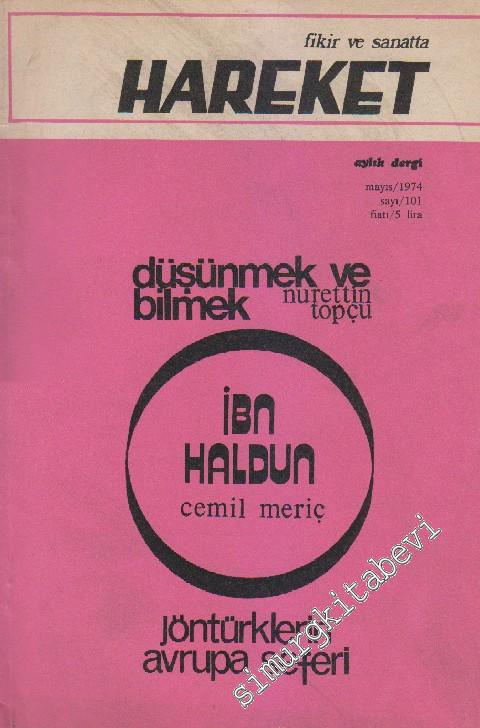 fikir ve sanatta
HAREKET
aylık dergi
mayıs/1974
sayı/101
fiatı/5 lira
düşünmek ve
bilmek nurettin
topçu
İBN
HALDUN
cemil meriç
jöntürklerin
avrupa seferi
simurgkitabevi